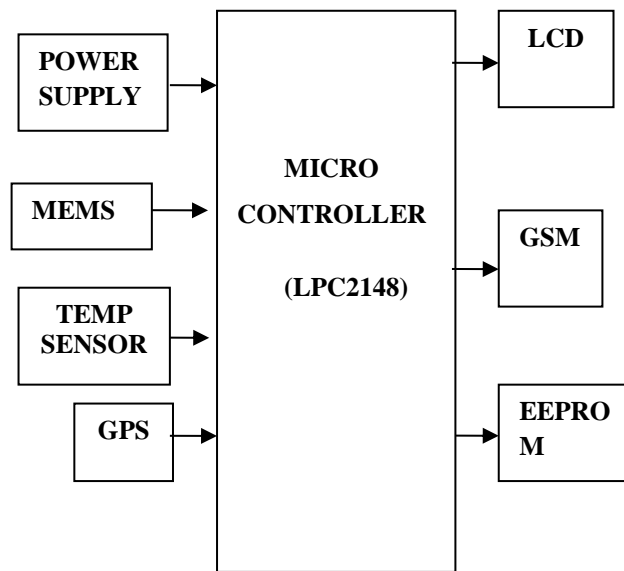 POWER
SUPPLY
MEMS
TEMP
SENSOR
GPS
MICRO
CONTROLLER
(LPC2148)
LCD
GSM
EEPRO
M